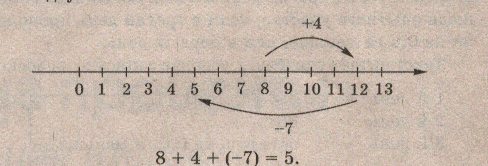 +4
0 1 2 3 4 5 6 7 8 9 10 11 12 13
−7
8 + 4 + (−7) = 5.